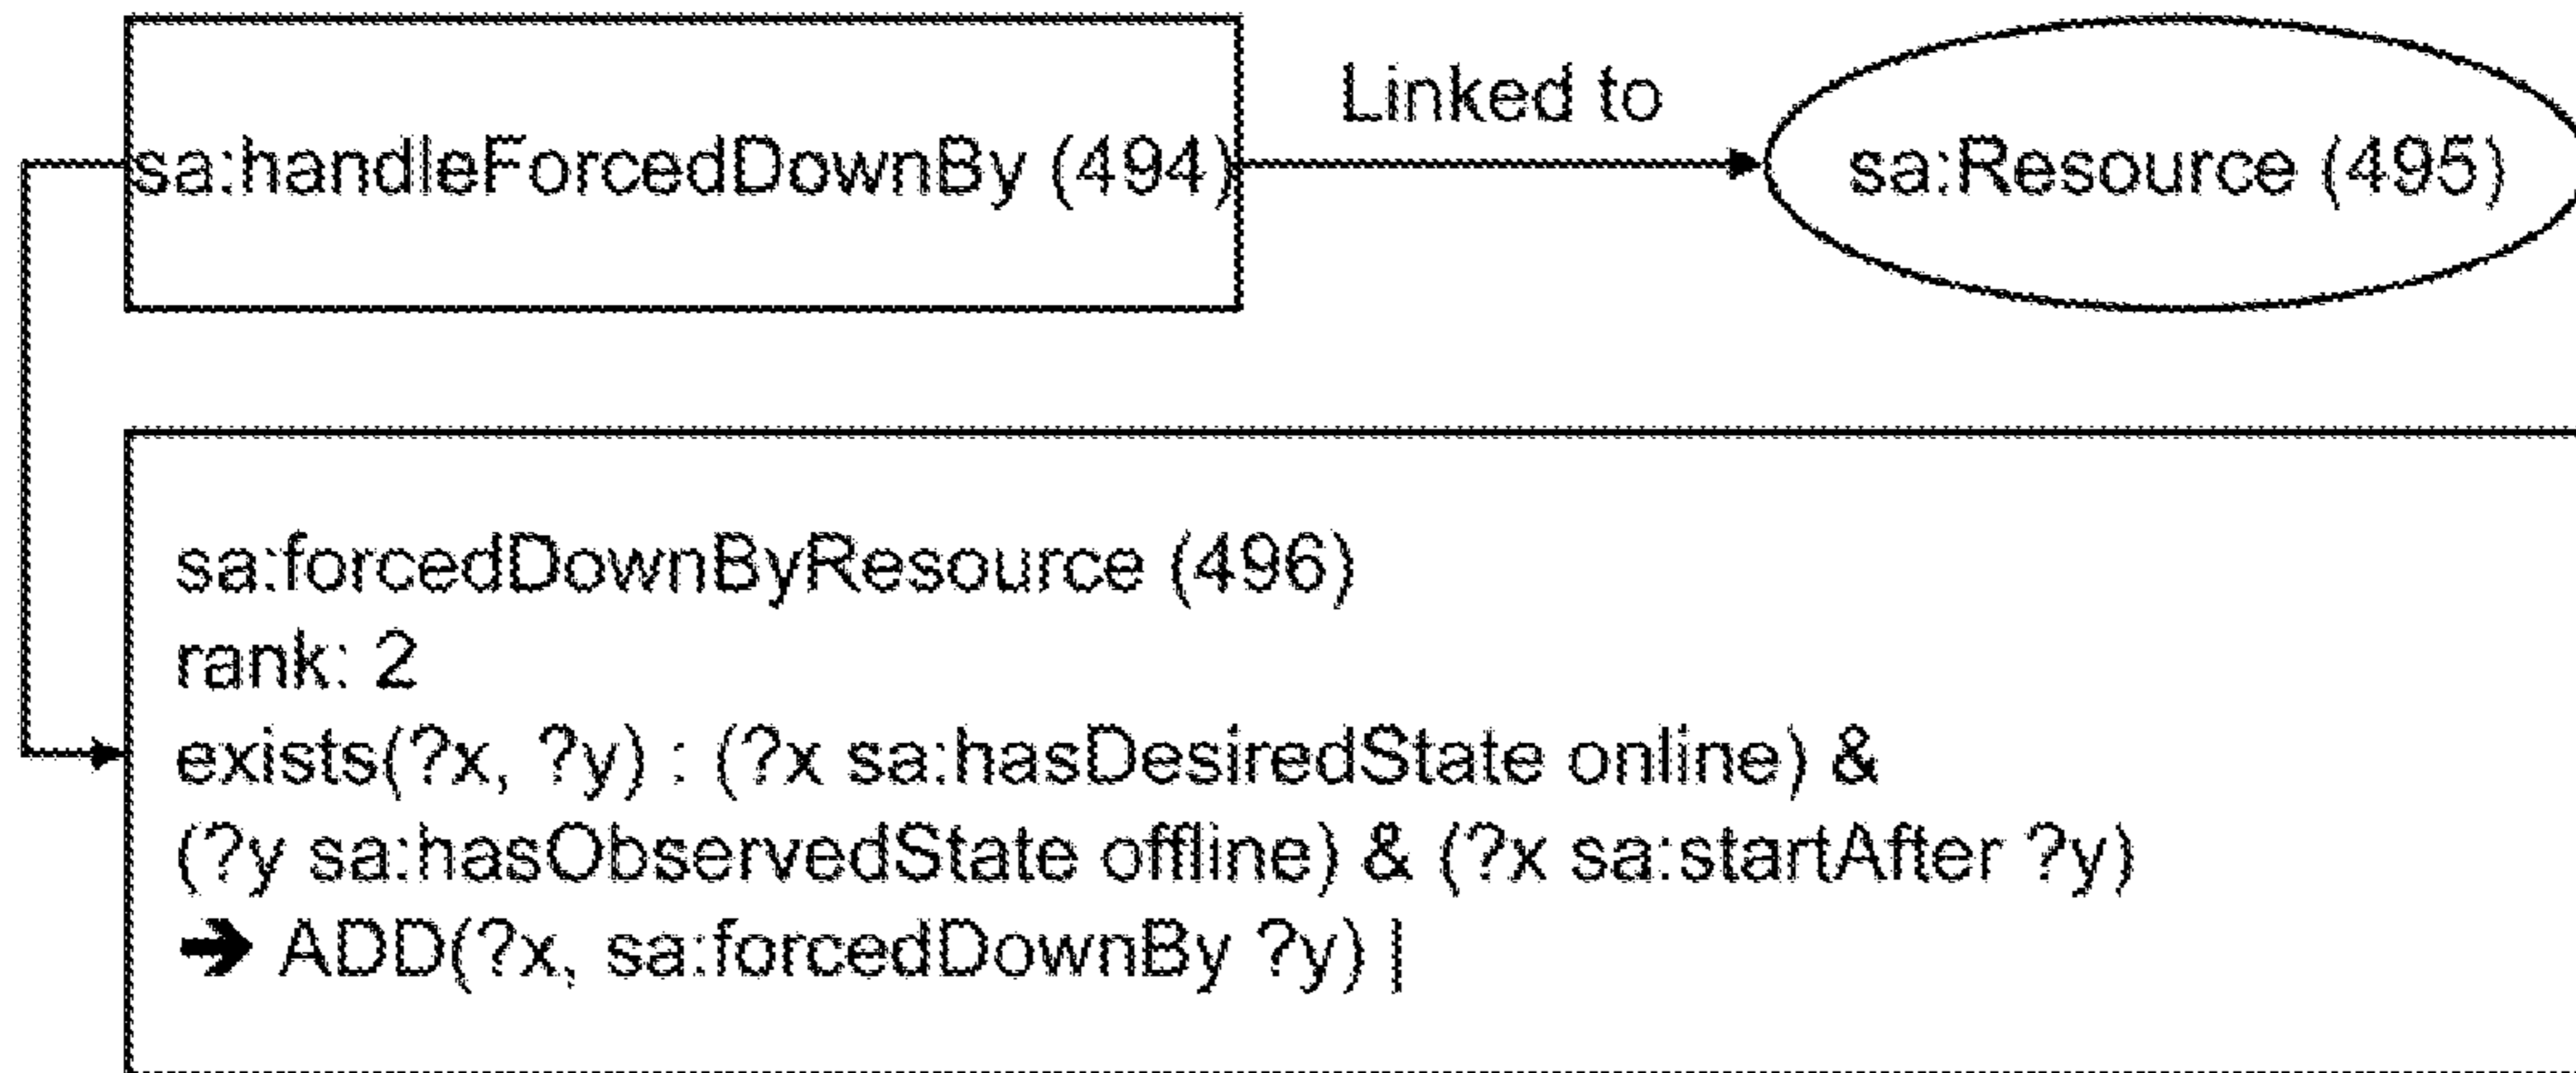 sa:handleForcedDownBy (494)
Linked to
sa:Resource (495)
sa:forcedDownByResource (496)
rank: 2
exists(?x, ?y) : (?x sa:hasDesiredState online) &
(?y sa:hasObservedState offline) & (?x sa:startAfter ?y)
➔ ADD(?x, sa:forcedDownBy ?y) |